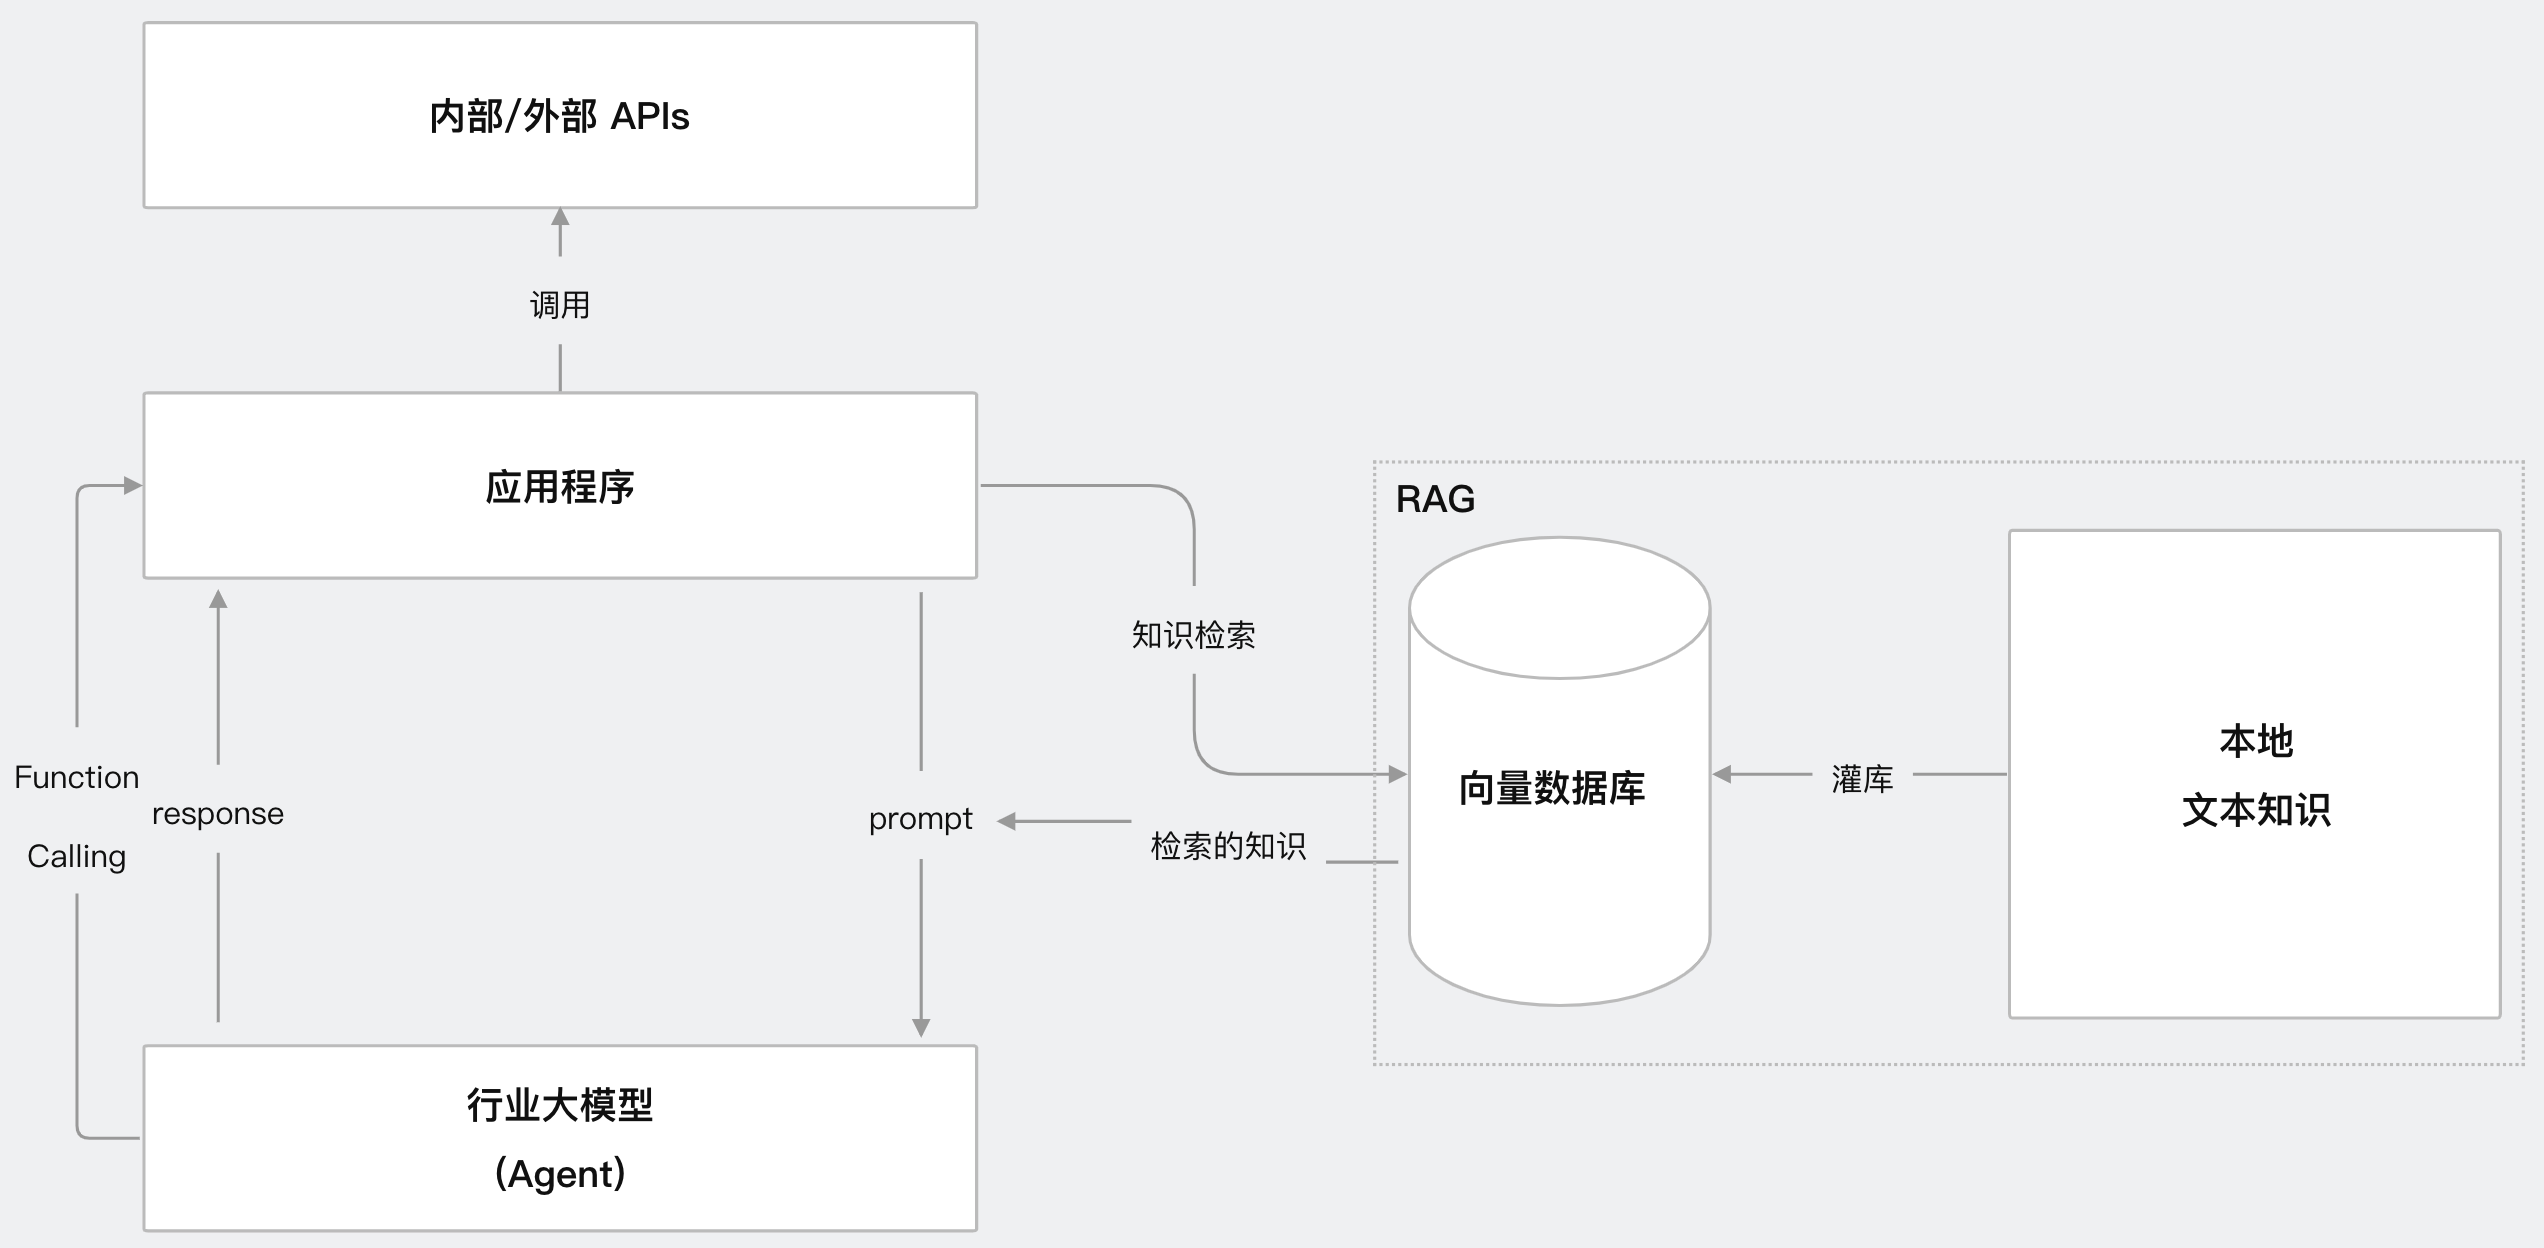 内部/外部 APIs
调用
应用程序
RAG
知识检索
Function
Calling
response
prompt
检索的知识
向量数据库
灌库
本地
文本知识
行业大模型
(Agent)